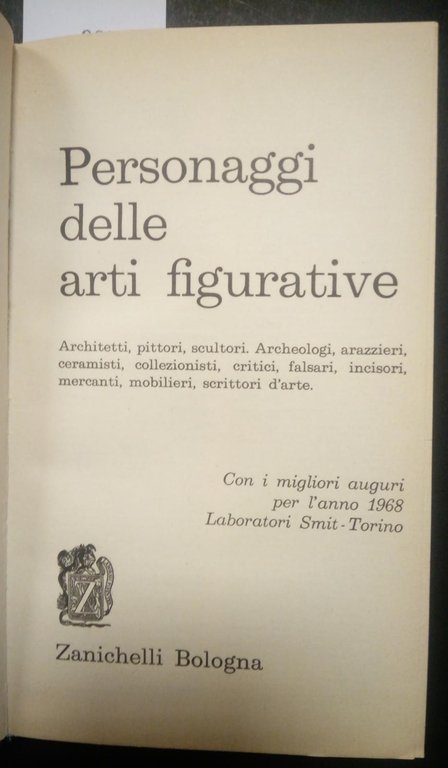 Personaggi
delle
arti figurative
Architetti, pittori, scultori. Archeologi, arazzieri,
ceramisti, collezionisti, critici, falsari, incisori,
mercanti, mobilieri, scrittori d'arte.
Con i migliori auguri
per l'anno 1968
Laboratori Smit-Torino
Z
Zanichelli Bologna